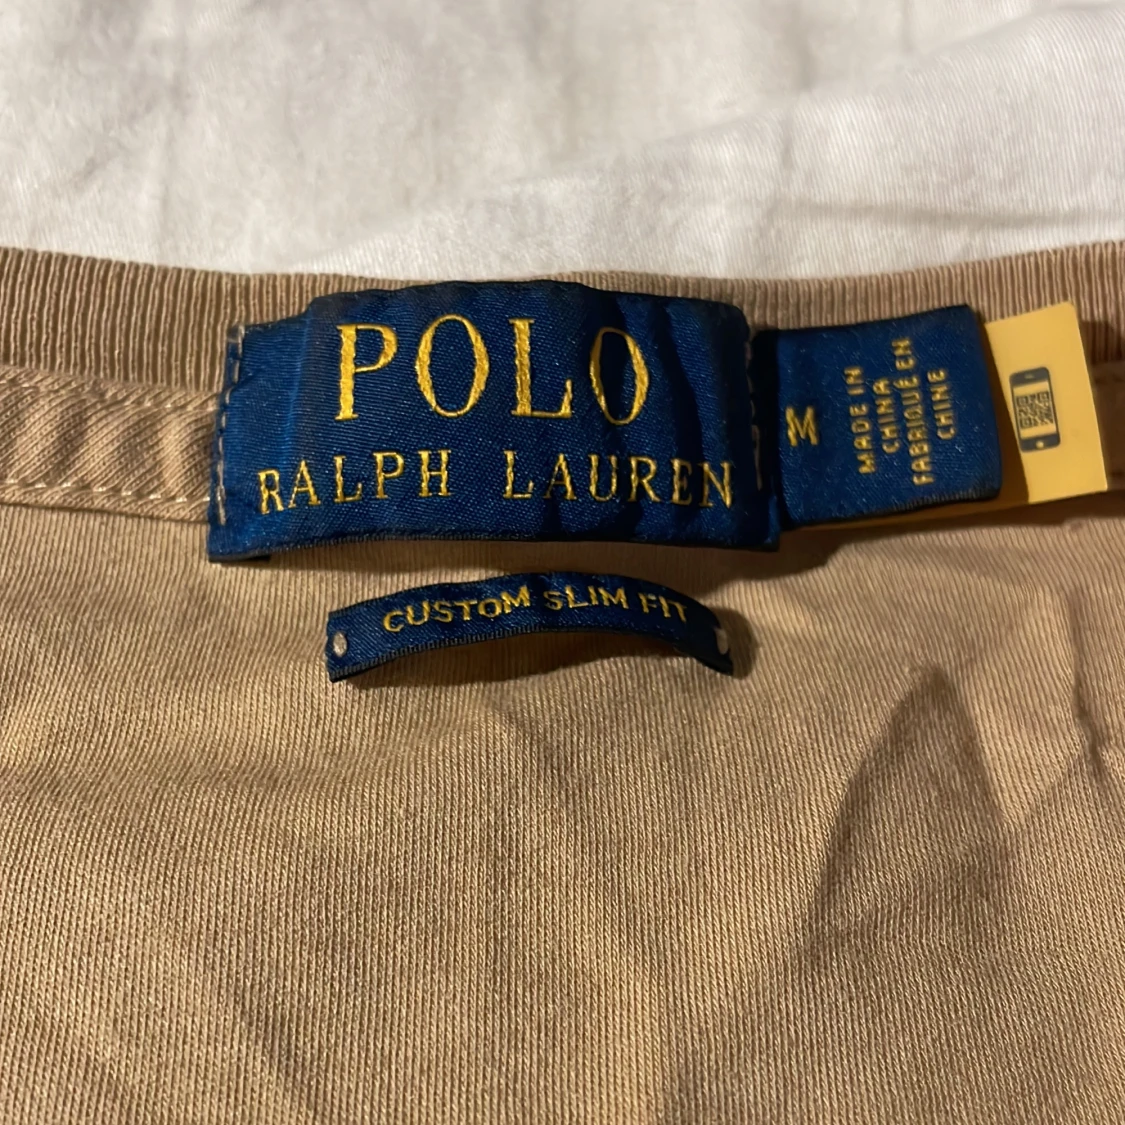 POLO
RALPH LAUREN
M
MADE IN
CHINA
FABRIQUÉ EN
CHINE
CUSTOM SLIM FIT